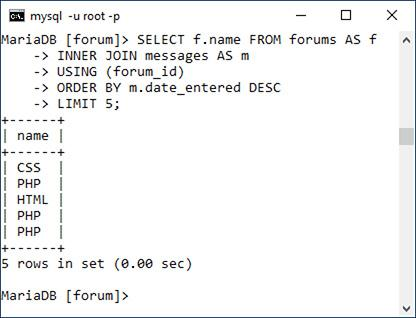 mysql -u root -p
MariaDB [forum]> SELECT f.name FROM forums AS f
    -> INNER JOIN messages AS m
    -> USING (forum_id)
    -> ORDER BY m.date_entered DESC
    -> LIMIT 5;
+------+
| name |
+------+
| CSS  |
| PHP  |
| HTML |
| PHP  |
| PHP  |
+------+
5 rows in set (0.00 sec)
MariaDB [forum]>